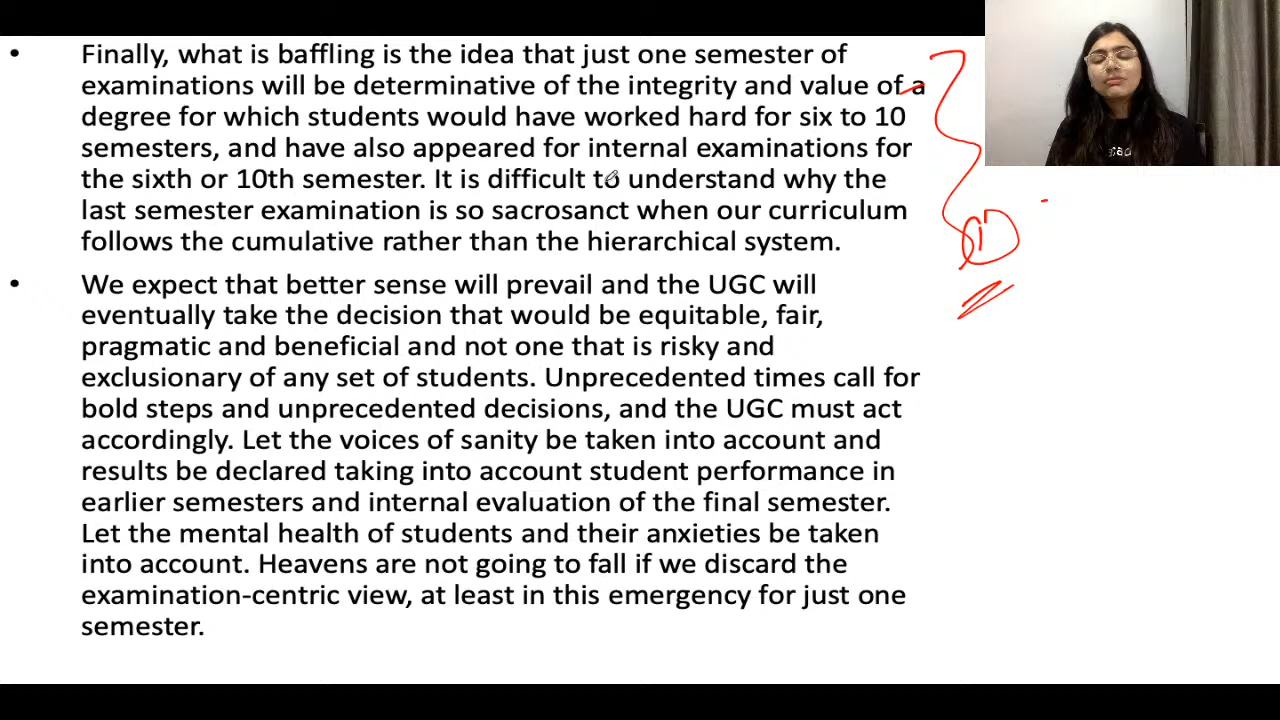 • Finally, what is baffling is the idea that just one semester of
examinations will be determinative of the integrity and value of a
degree for which students would have worked hard for six to 10
semesters, and have also appeared for internal examinations for
the sixth or 10th semester. It is difficult to understand why the
last semester examination is so sacrosanct when our curriculum
follows the cumulative rather than the hierarchical system.
• We expect that better sense will prevail and the UGC will
eventually take the decision that would be equitable, fair,
pragmatic and beneficial and not one that is risky and
exclusionary of any set of students. Unprecedented times call for
bold steps and unprecedented decisions, and the UGC must act
accordingly. Let the voices of sanity be taken into account and
results be declared taking into account student performance in
earlier semesters and internal evaluation of the final semester.
Let the mental health of students and their anxieties be taken
into account. Heavens are not going to fall if we discard the
examination-centric view, at least in this emergency for just one
semester.